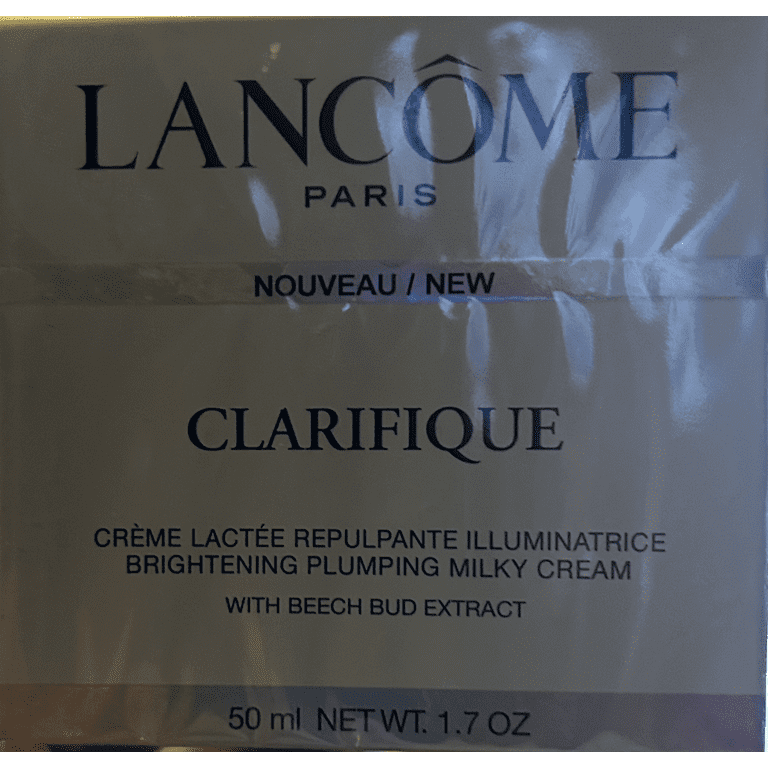 LANCÔME
PARIS
NOUVEAU / NEW
CLARIFIQUE
CRÈME LACTÉE REPULPANTE ILLUMINATRICE
BRIGHTENING PLUMPING MILKY CREAM
WITH BEECH BUD EXTRACT
50 ml NET WT. 1.7 OZ